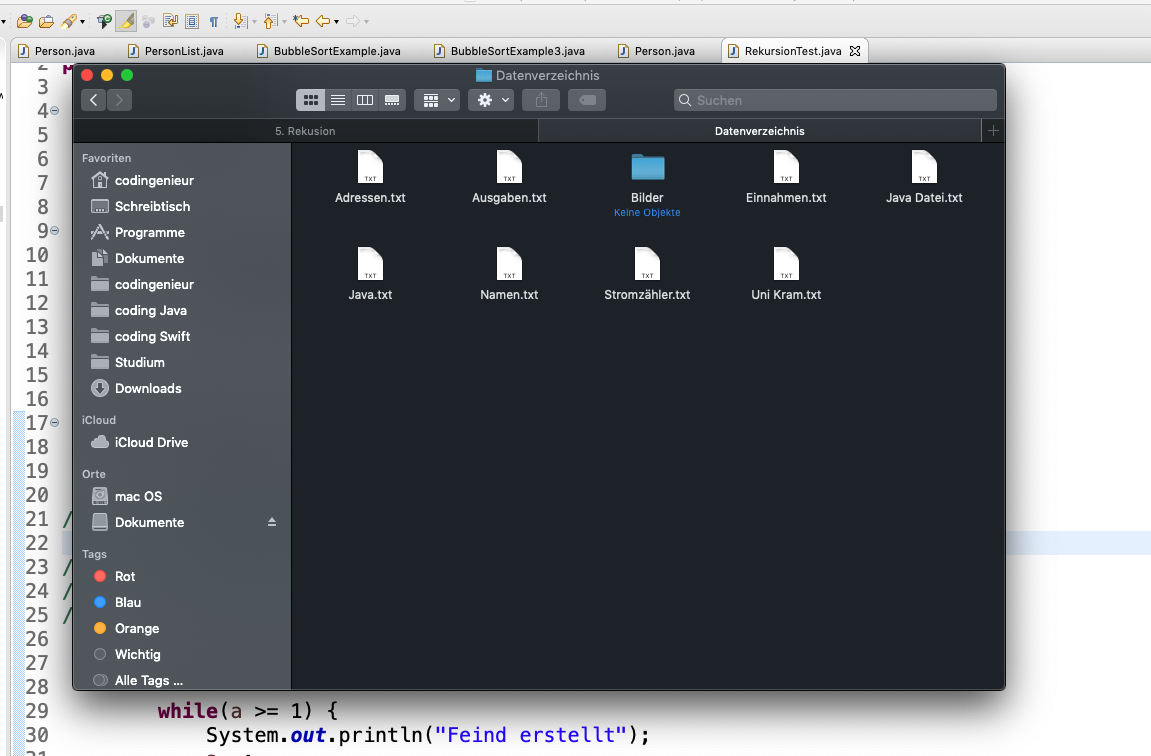 Person.java PersonList.java BubbleSortExample.java BubbleSortExample3.java Person.java RekursionTest.java
2
Datenverzeichnis
3
Suchen
4
5. Rekusion Datenverzeichnis
5
Favoriten
6
codingenieur
TXT TXT TXT TXT
7
Adressen.txt Ausgaben.txt Bilder Einnahmen.txt Java Datei.txt
Schreibtisch
8
Keine Objekte
Programme
9
Dokumente
10
TXT TXT TXT TXT
codingenieur
11
Java.txt Namen.txt Stromzähler.txt Uni Kram.txt
12
coding Java
13
coding Swift
14
Studium
15
Downloads
16
iCloud
17
iCloud Drive
18
Orte
19
mac OS
20
21 /
Dokumente
22
Tags
23 /
Rot
24 /
Blau
25 /
Orange
26
Wichtig
27
Alle Tags ...
28
29 while(a >= 1) {
30 System.out.println("Feind erstellt");